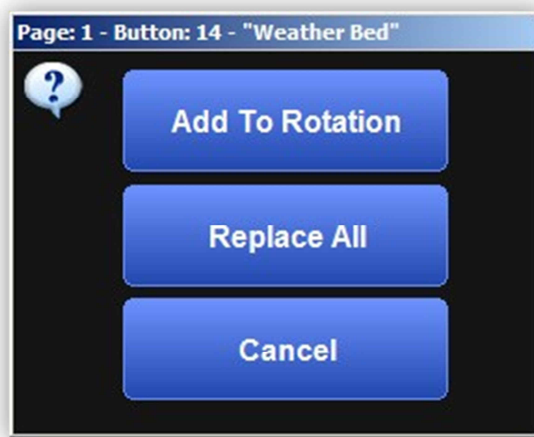 Page: 1 - Button: 14 - "Weather Bed"
?
Add To Rotation
Replace All
Cancel